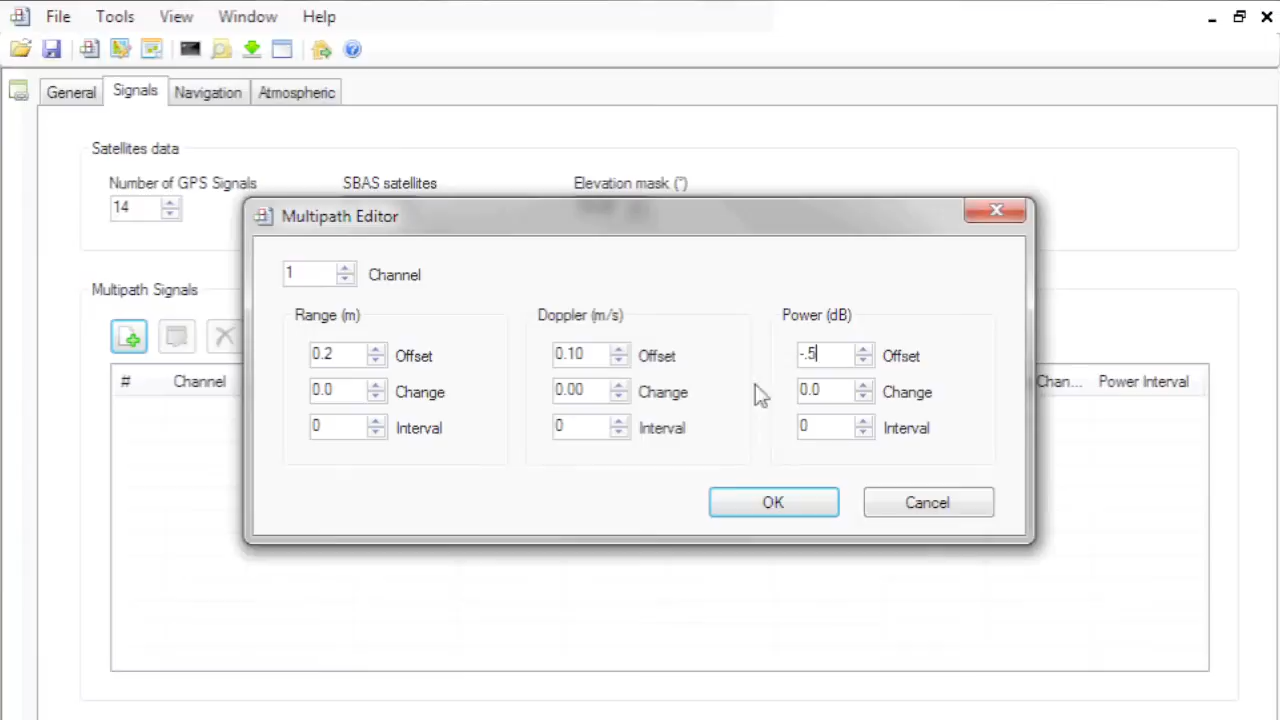 File Tools View Window Help
General Signals Navigation Atmospheric
Satellites data
Number of GPS Signals SBAS satellites Elevation mask (°)
14
Multipath Editor
1 Channel
Multipath Signals
Range (m) Doppler (m/s) Power (dB)
0.2 Offset 0.10 Offset -.5 Offset
# Channel Chan... Power Interval
0.0 Change 0.00 Change 0.0 Change
0 Interval 0 Interval 0 Interval
OK Cancel